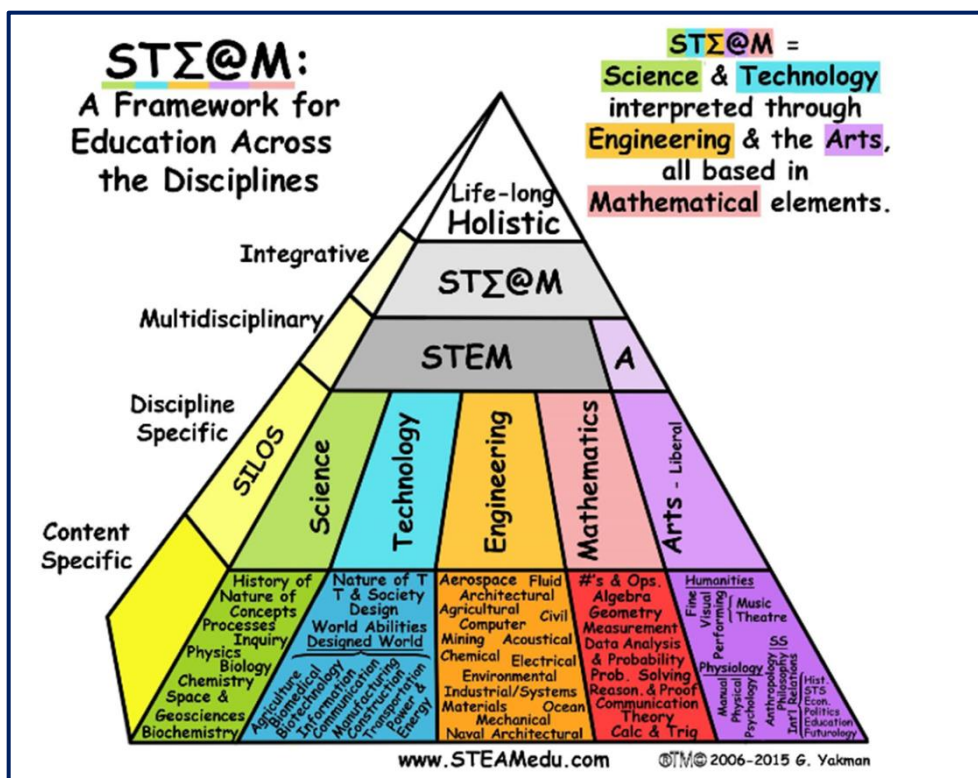 STΣ@M:
A Framework for
Education Across
the Disciplines
STΣ@M =
Science & Technology
interpreted through
Engineering & the Arts,
all based in
Mathematical elements.
Life-long
Holistic
Integrative
STΣ@M
Multidisciplinary
STEM
A
Discipline
Specific
SILOS
Science
Technology
Engineering
Mathematics
Arts - Liberal
Content
Specific
History of
Nature of
Concepts
Processes
Inquiry
Physics
Biology
Chemistry
Space &
Geosciences
Biochemistry
Nature of T
T & Society
Design
World Abilities
Designed World
Agriculture
Biomedical
Biotechnology
Information
Communication
Manufacturing
Construction
Transportation
Power &
Energy
Aerospace Fluid
Architectural
Agricultural Civil
Computer
Mining Acoustical
Chemical Electrical
Environmental
Industrial/Systems
Materials Ocean
Mechanical
Naval Architectural
#'s & Ops.
Algebra
Geometry
Measurement
Data Analysis
& Probability
Prob. Solving
Reason. & Proof
Communication
Theory
Calc & Trig
Humanities
Fine
Visual
Performing
Music
Theatre
Physiology
Manual
Physical
Psychology
SS
Anthropology
Philosophy
Int'l Relations
Hist.
STS
Econ.
Politics
Education
Futurology
www.STEAMedu.com
®TM© 2006-2015 G. Yakman